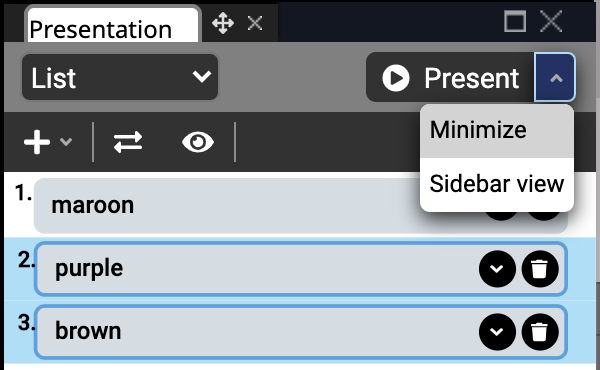 Presentation
List
Present
Minimize
Sidebar view
1. maroon
2. purple
3. brown